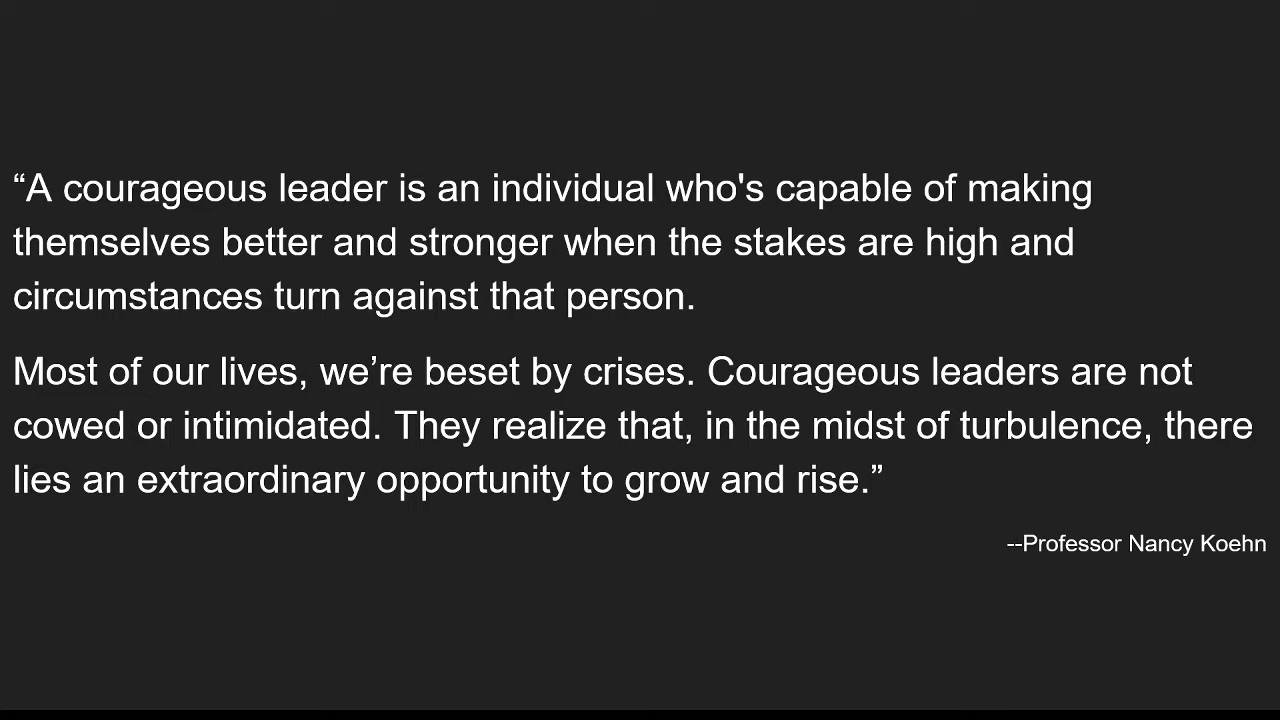 “A courageous leader is an individual who's capable of making
themselves better and stronger when the stakes are high and
circumstances turn against that person.
Most of our lives, we’re beset by crises. Courageous leaders are not
cowed or intimidated. They realize that, in the midst of turbulence, there
lies an extraordinary opportunity to grow and rise.”
--Professor Nancy Koehn